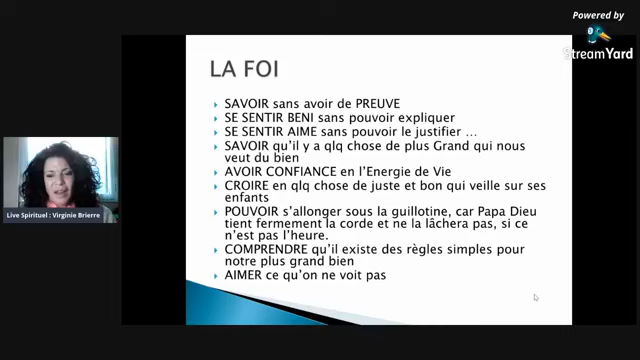 Powered by
StreamYard
LA FOI
SAVOIR sans avoir de PREUVE
SE SENTIR BENI sans pouvoir expliquer
SE SENTIR AIME sans pouvoir le justifier ...
SAVOIR qu'il y a qlq chose de plus Grand qui nous
veut du bien
AVOIR CONFIANCE en l'Energie de Vie
CROIRE en qlq chose de juste et bon qui veille sur ses
enfants
POUVOIR s'allonger sous la guillotine, car Papa Dieu
tient fermement la corde et ne la lâchera pas, si ce
n'est pas l'heure.
COMPRENDRE qu'il existe des règles simples pour
notre plus grand bien
AIMER ce qu'on ne voit pas
Live Spirituel : Virginie Brierre